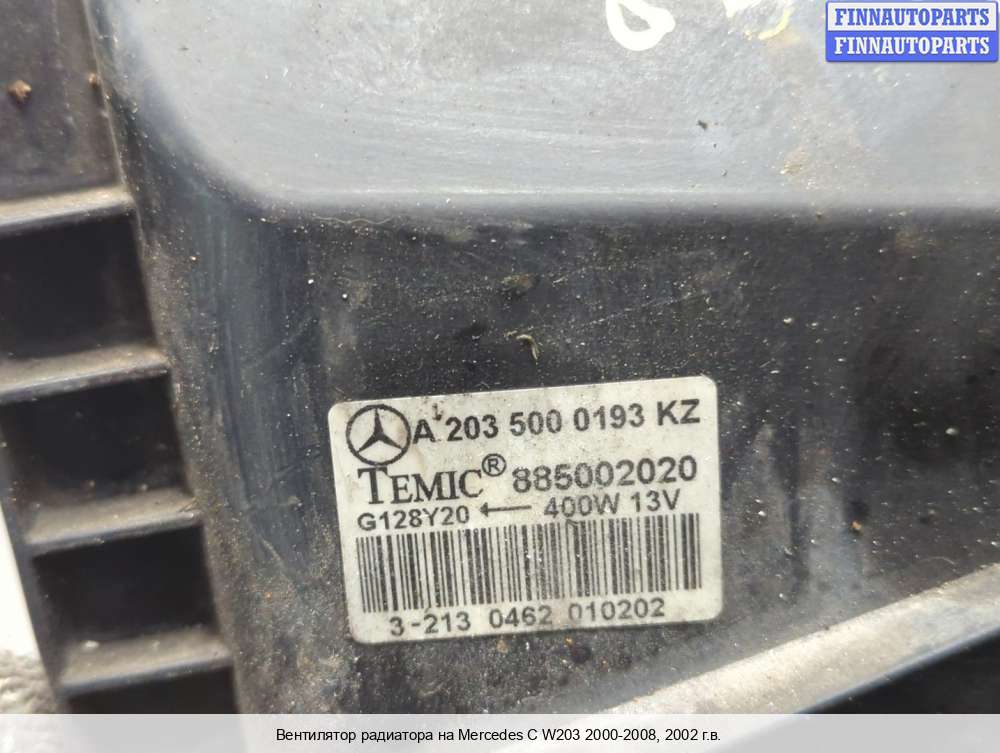 FINNAUTOPARTS
FINNAUTOPARTS
A 203 500 0193 KZ
TEMIC® 885002020
G128Y20 ← 400W 13V
3-213 0462 010202
Вентилятор радиатора на Mercedes C W203 2000-2008, 2002 г.в.